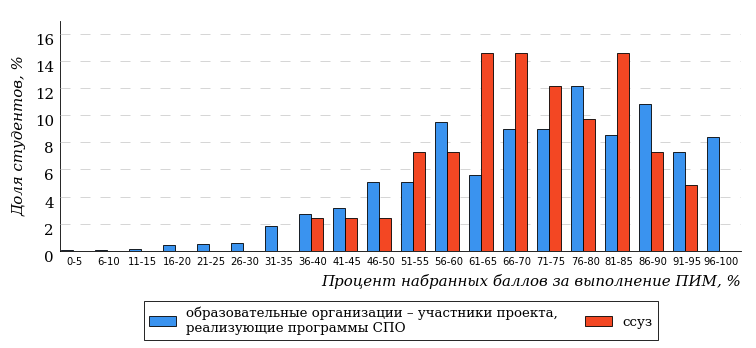 Доля студентов, %
16
14
12
10
8
6
4
2
0
0-5 6-10 11-15 16-20 21-25 26-30 31-35 36-40 41-45 46-50 51-55 56-60 61-65 66-70 71-75 76-80 81-85 86-90 91-95 96-100
Процент набранных баллов за выполнение ПИМ, %
образовательные организации – участники проекта,
реализующие программы СПО
ссуз